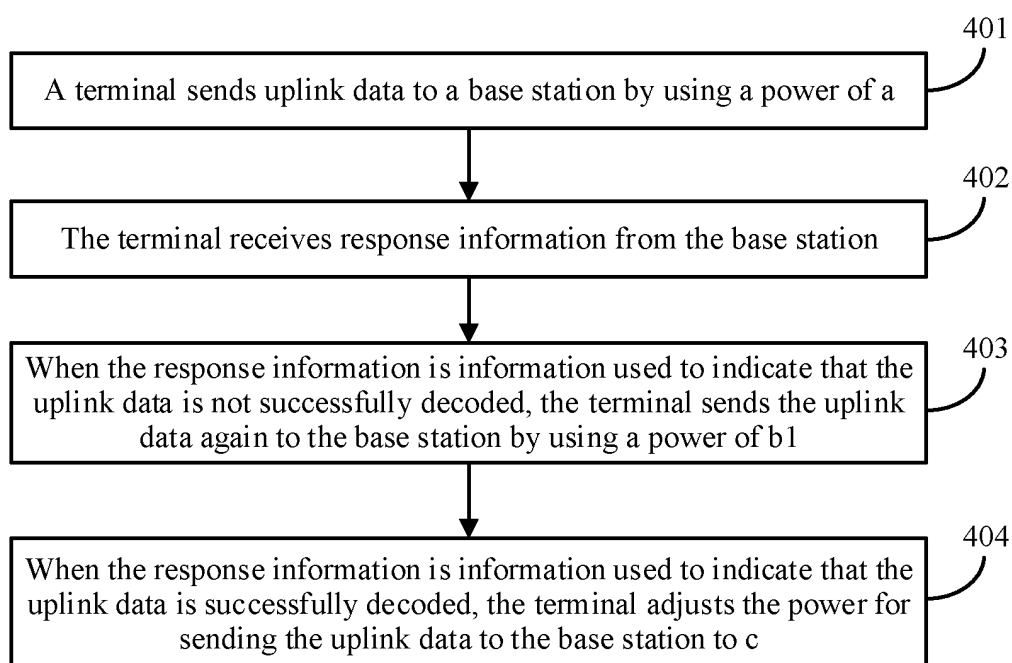 401
A terminal sends uplink data to a base station by using a power of a
402
The terminal receives response information from the base station
403
When the response information is information used to indicate that the
uplink data is not successfully decoded, the terminal sends the uplink
data again to the base station by using a power of b1
404
When the response information is information used to indicate that the
uplink data is successfully decoded, the terminal adjusts the power for
sending the uplink data to the base station to c